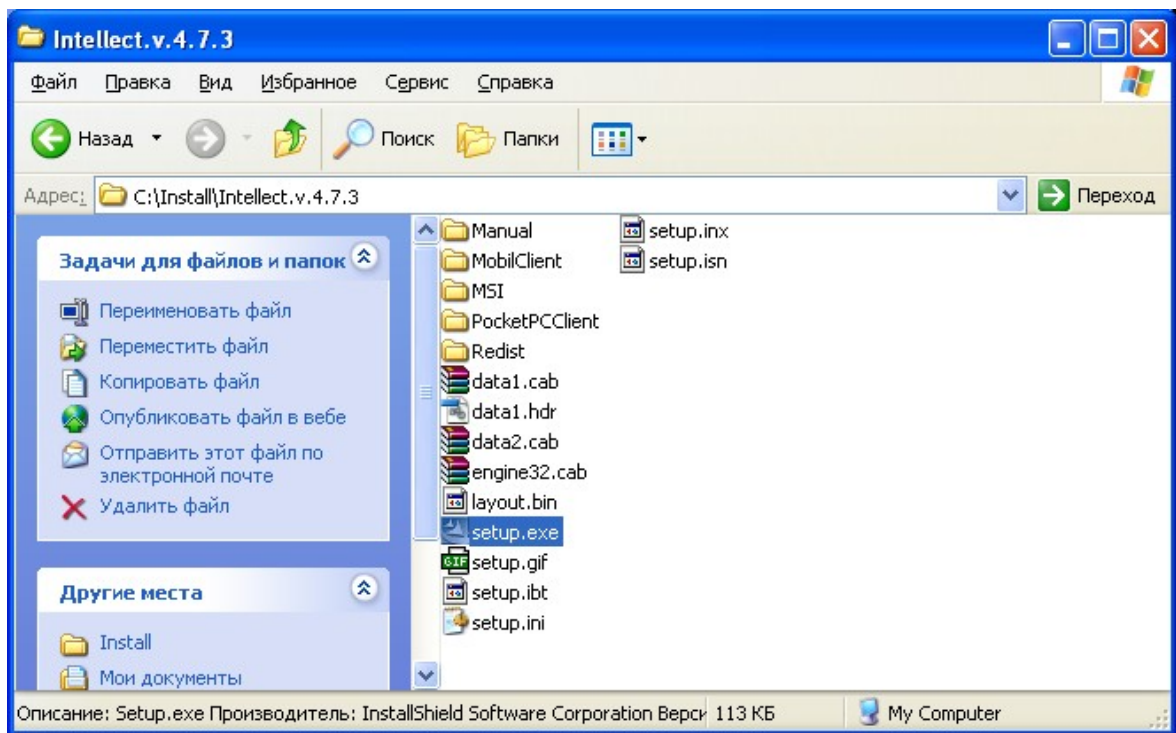 Intellect.v.4.7.3
Файл Правка Вид Избранное Сервис Справка
Назад Поиск Папки
Адрес: C:\Install\Intellect.v.4.7.3 Переход
Задачи для файлов и папок
Переименовать файл
Переместить файл
Копировать файл
Опубликовать файл в вебе
Отправить этот файл по
электронной почте
Удалить файл
Другие места
Install
Мои документы
Manual
MobilClient
MSI
PocketPCClient
Redist
data1.cab
data1.hdr
data2.cab
engine32.cab
layout.bin
setup.exe
GIF setup.gif
setup.ibt
setup.ini
setup.inx
setup.isn
Описание: Setup.exe Производитель: InstallShield Software Corporation Верси 113 КБ My Computer